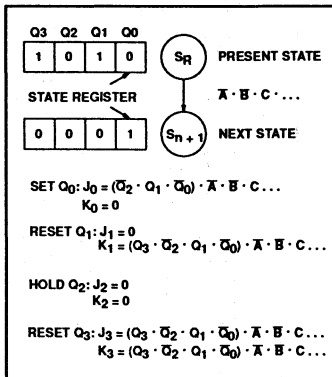 Q3 Q2 Q1 Q0
1 0 1 0 SR PRESENT STATE
A̅ · B̅ · C · . . .
STATE REGISTER
0 0 0 1 Sn + 1 NEXT STATE
SET Q0: J0 = (Q̅2 · Q1 · Q̅0) · A̅ · B̅ · C . . .
K0 = 0
RESET Q1: J1 = 0
K1 = (Q3 · Q̅2 · Q1 · Q̅0) · A̅ · B̅ · C . . .
HOLD Q2: J2 = 0
K2 = 0
RESET Q3: J3 = (Q3 · Q̅2 · Q1 · Q̅0) · A̅ · B̅ · C . . .
K3 = (Q3 · Q̅2 · Q1 · Q̅0) · A̅ · B̅ · C . . .